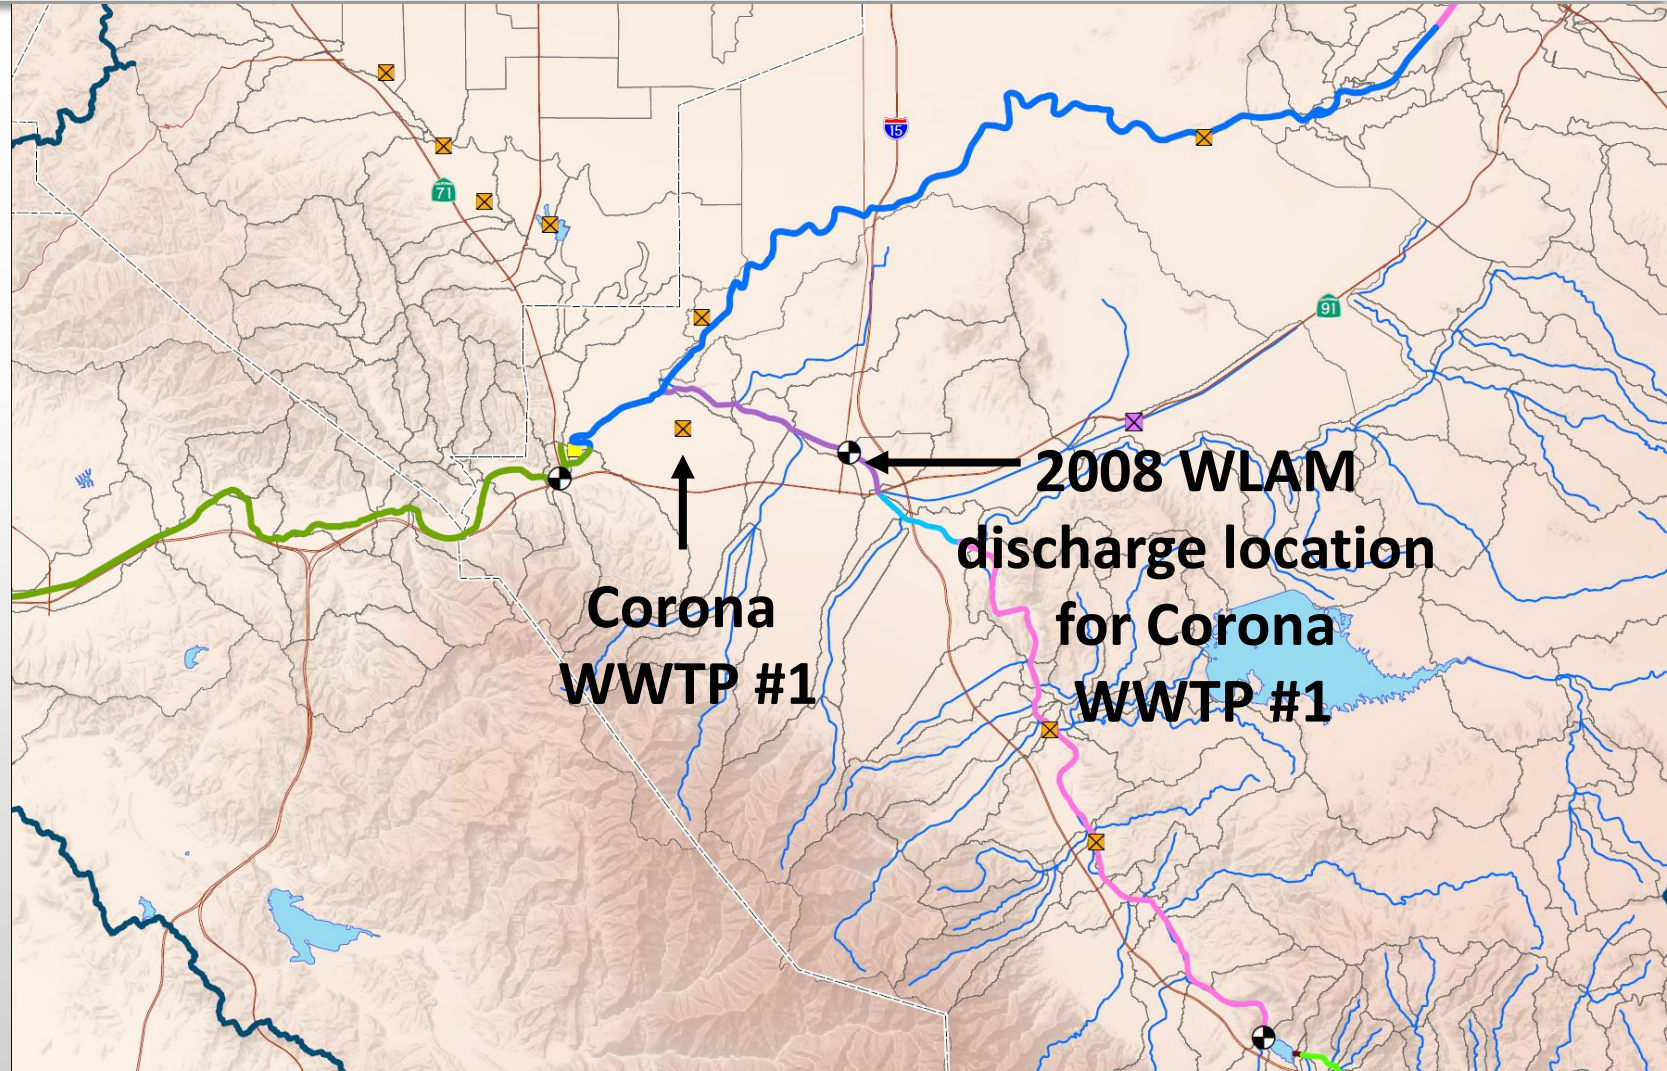 15
71
91
2008 WLAM
discharge location
for Corona
WWTP #1
Corona
WWTP #1